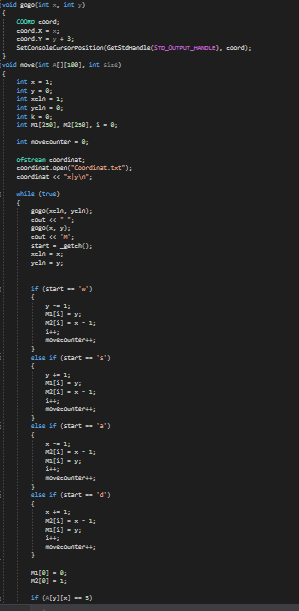 void gogo(int x, int y)
{
COORD coord;
coord.X = x;
coord.Y = y + 3;
SetConsoleCursorPosition(GetStdHandle(STD_OUTPUT_HANDLE), coord);
}
void move(int A[][100], int size)
{
int x = 1;
int y = 0;
int xcln = 1;
int ycln = 0;
int k = 0;
int M1[250], M2[250], i = 0;
int movecounter = 0;
ofstream coordinat;
coordinat.open("Coordinat.txt");
coordinat << "x|y\n";
while (true)
{
gogo(xcln, ycln);
cout << " ";
gogo(x, y);
cout << 'M';
start = _getch();
xcln = x;
ycln = y;
if (start == 'w')
{
y -= 1;
M1[i] = y;
M2[i] = x - 1;
i++;
movecounter++;
}
else if (start == 's')
{
y += 1;
M1[i] = y;
M2[i] = x - 1;
i++;
movecounter++;
}
else if (start == 'a')
{
x -= 1;
M2[i] = x - 1;
M1[i] = y;
i++;
movecounter++;
}
else if (start == 'd')
{
x += 1;
M2[i] = x - 1;
M1[i] = y;
i++;
movecounter++;
}
M1[0] = 0;
M2[0] = 1;
if (A[y][x] == 5)